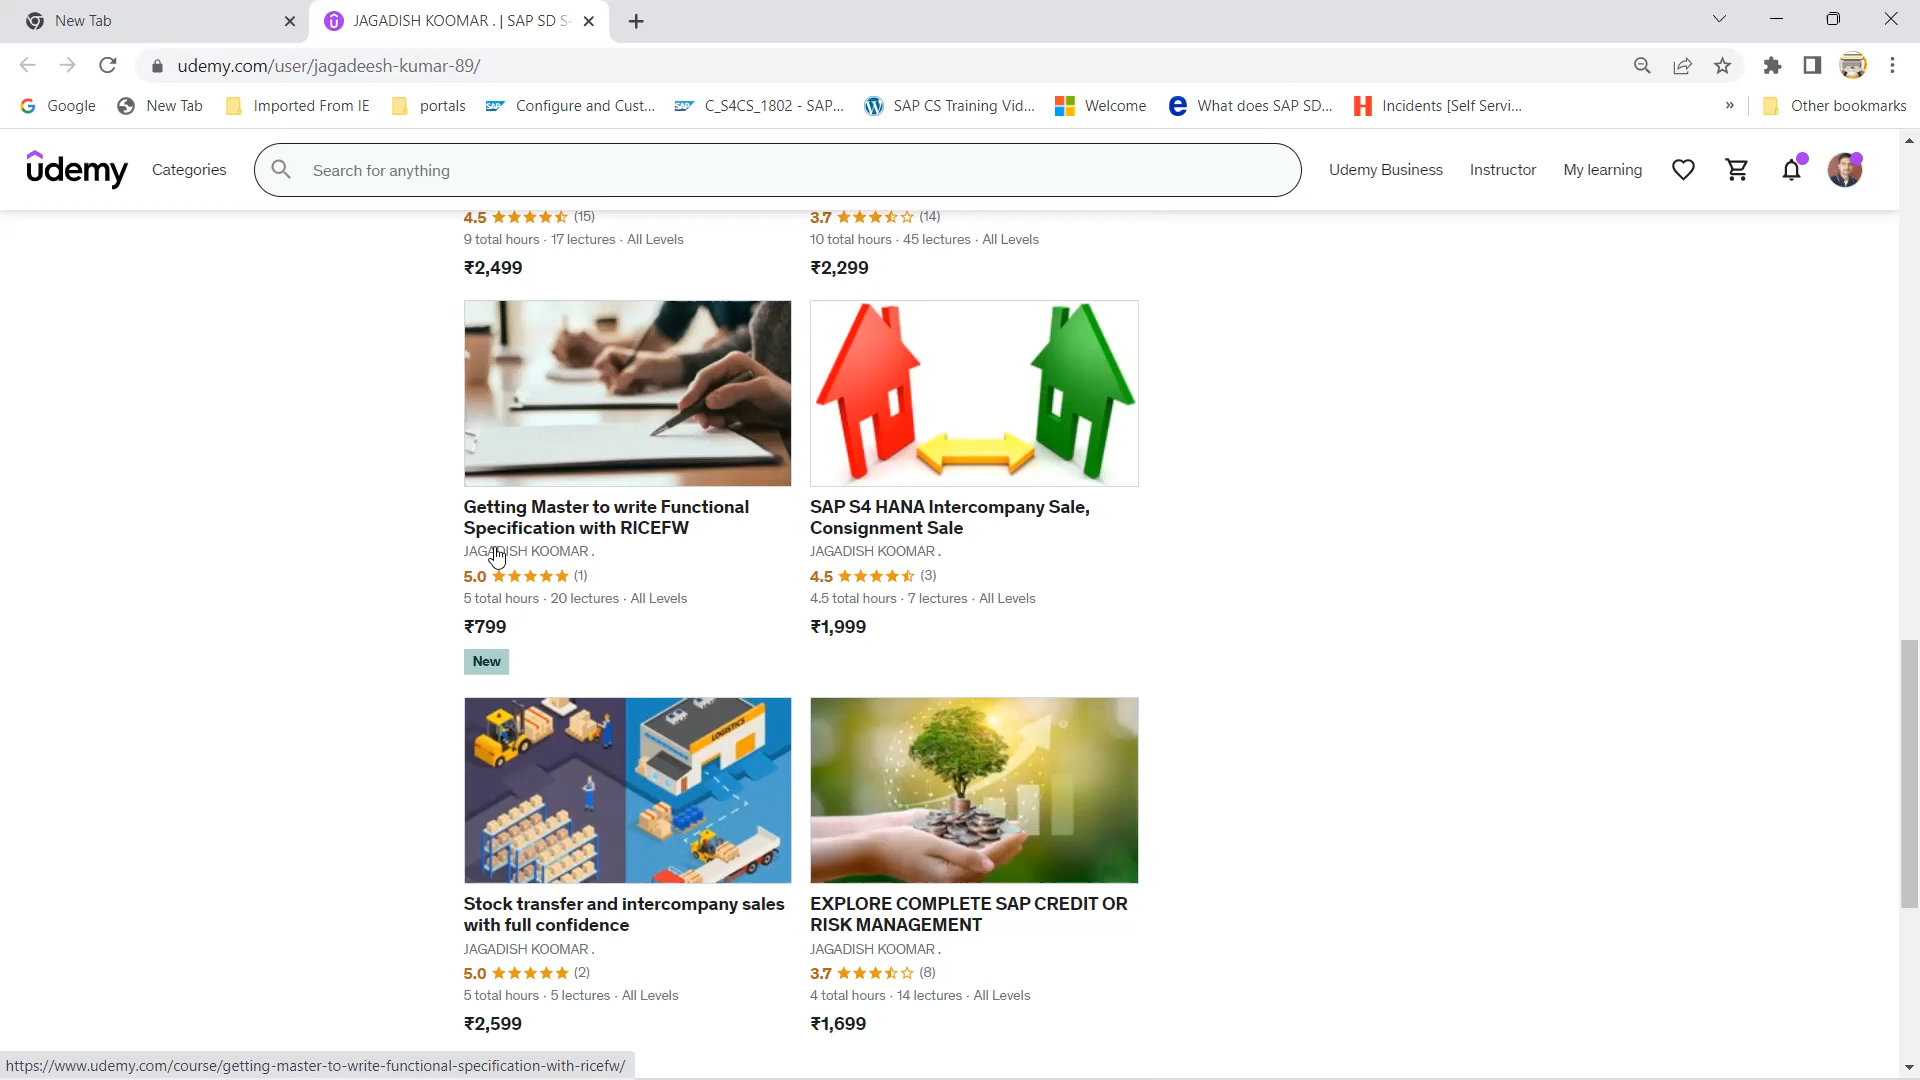 New Tab
JAGADISH KOOMAR . | SAP SD S
udemy.com/user/jagadeesh-kumar-89/
Google
New Tab
Imported From IE
portals
Configure and Cust...
C_S4CS_1802 - SAP...
SAP CS Training Vid...
Welcome
What does SAP SD...
Incidents [Self Servi...
»
Other bookmarks
udemy
Categories
Search for anything
Udemy Business
Instructor
My learning
4.5 (15)
9 total hours · 17 lectures · All Levels
₹2,499
3.7 (14)
10 total hours · 45 lectures · All Levels
₹2,299
Getting Master to write Functional
Specification with RICEFW
JAGADISH KOOMAR .
5.0 (1)
5 total hours · 20 lectures · All Levels
₹799
New
SAP S4 HANA Intercompany Sale,
Consignment Sale
JAGADISH KOOMAR .
4.5 (3)
4.5 total hours · 7 lectures · All Levels
₹1,999
LOGISTICS
Stock transfer and intercompany sales
with full confidence
JAGADISH KOOMAR .
5.0 (2)
5 total hours · 5 lectures · All Levels
₹2,599
EXPLORE COMPLETE SAP CREDIT OR
RISK MANAGEMENT
JAGADISH KOOMAR .
3.7 (8)
4 total hours · 14 lectures · All Levels
₹1,699
https://www.udemy.com/course/getting-master-to-write-functional-specification-with-ricefw/